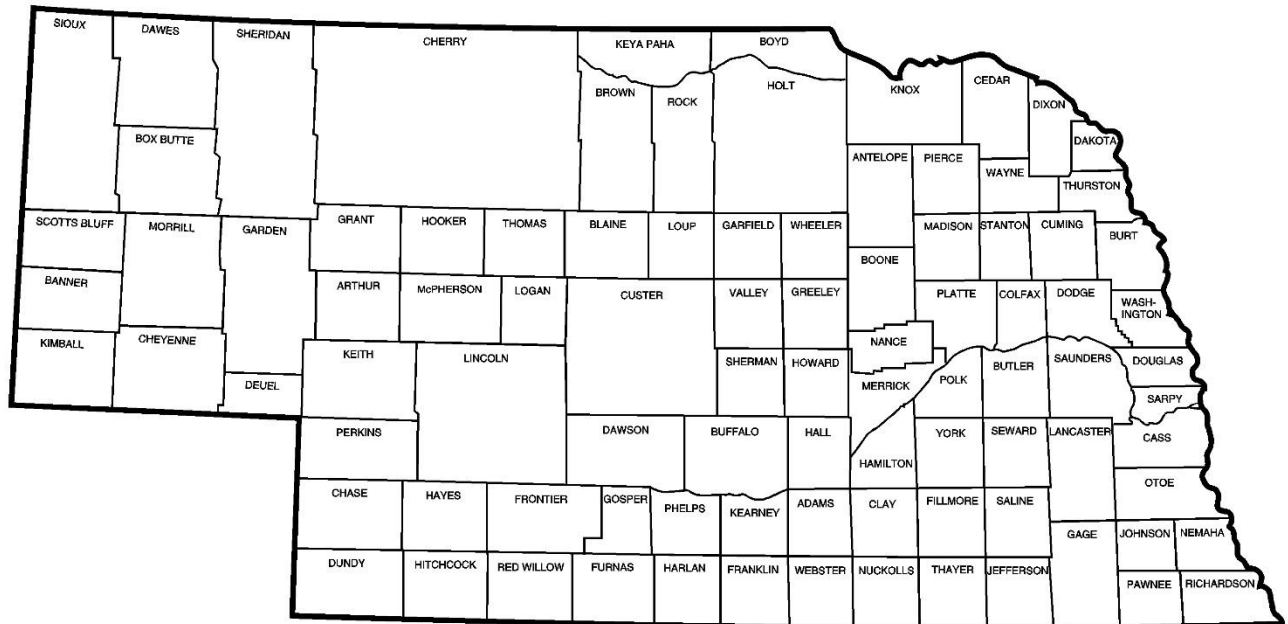 SIOUX
DAWES
SHERIDAN
CHERRY
KEYA PAHA
BOYD
BROWN
ROCK
HOLT
KNOX
CEDAR
DIXON
DAKOTA
BOX BUTTE
ANTELOPE
PIERCE
WAYNE
THURSTON
SCOTTS BLUFF
MORRILL
GARDEN
GRANT
HOOKER
THOMAS
BLAINE
LOUP
GARFIELD
WHEELER
MADISON
STANTON
CUMING
BURT
BOONE
BANNER
ARTHUR
McPHERSON
LOGAN
CUSTER
VALLEY
GREELEY
PLATTE
COLFAX
DODGE
WASH-
INGTON
KIMBALL
CHEYENNE
KEITH
LINCOLN
SHERMAN
HOWARD
NANCE
MERRICK
POLK
BUTLER
SAUNDERS
DOUGLAS
DEUEL
SARPY
PERKINS
DAWSON
BUFFALO
HALL
HAMILTON
YORK
SEWARD
LANCASTER
CASS
OTOE
CHASE
HAYES
FRONTIER
GOSPER
PHELPS
KEARNEY
ADAMS
CLAY
FILLMORE
SALINE
GAGE
JOHNSON
NEMAHA
DUNDY
HITCHCOCK
RED WILLOW
FURNAS
HARLAN
FRANKLIN
WEBSTER
NUCKOLLS
THAYER
JEFFERSON
PAWNEE
RICHARDSON